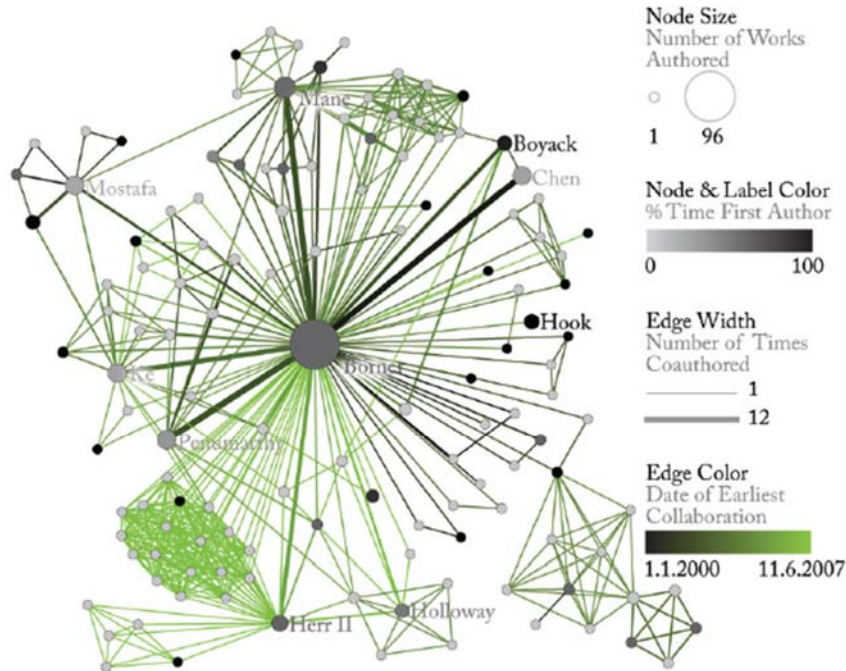 Node Size
Number of Works
Authored
1
96
Node & Label Color
% Time First Author
0
100
Edge Width
Number of Times
Coauthored
1
12
Edge Color
Date of Earliest
Collaboration
1.1.2000
11.6.2007
Mane
Boyack
Chen
Mostafa
Hook
Borner
Ke
Penumarthy
Herr II
Holloway